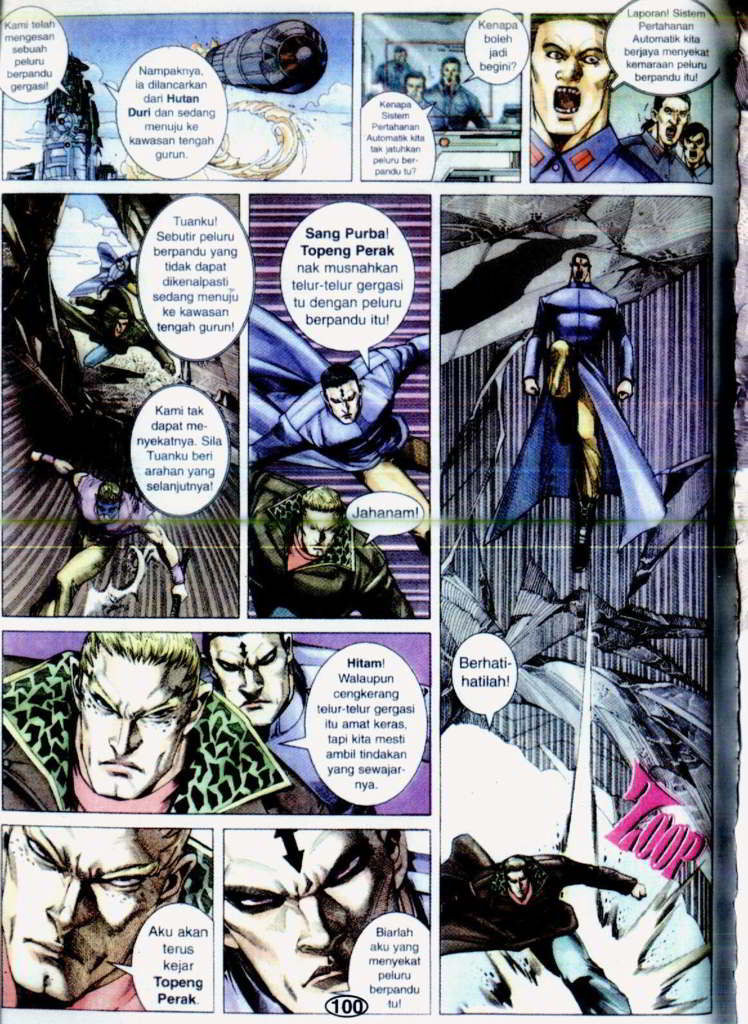 Kami telah
mengesan
sebuah
peluru
berpandu
gergasi!
Nampaknya,
ia dilancarkan
dari Hutan
Duri dan sedang
menuju ke
kawasan tengah
gurun.
Kenapa
boleh
jadi
begini?
Kenapa
Sistem
Pertahanan
Automatik kita
tak jatuhkan
peluru ber-
pandu tu?
Laporan! Sistem
Pertahanan
Automatik kita
berjaya menyekat
kemaraan peluru
berpandu itu!
Tuanku!
Sebutir peluru
berpandu yang
tidak dapat
dikenalpasti
sedang menuju
ke kawasan
tengah gurun!
Kami tak
dapat me-
nyekatnya. Sila
Tuanku beri
arahan yang
selanjutnya!
Sang Purba!
Topeng Perak
nak musnahkan
telur-telur gergasi
tu dengan peluru
berpandu itu!
Jahanam!
Hitam!
Walaupun
cengkerang
telur-telur gergasi
itu amat keras,
tapi kita mesti
ambil tindakan
yang sewajar-
nya.
Aku akan
terus
kejar
Topeng
Perak.
Biarlah
aku yang
menyekat
peluru
berpandu
tu!
Berhati-
hatilah!
ZOOP
100